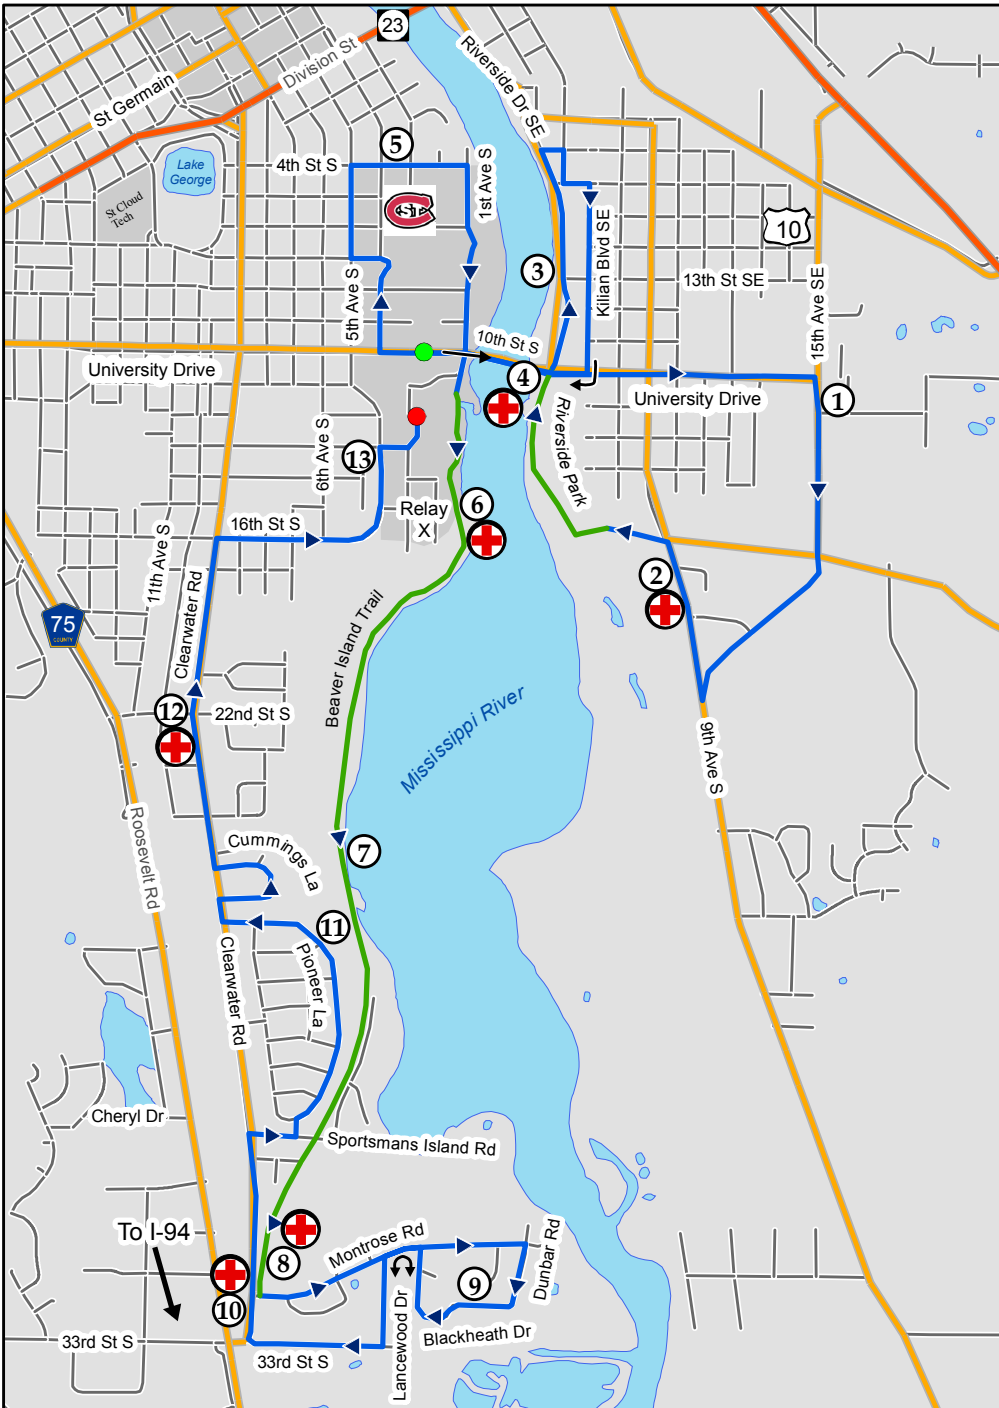 23
Division St
St Germain
Riverside Dr SE
5
Lake
George
4th St S
1st Ave S
St Cloud
Tech
10
3
Kilian Blvd SE
13th St SE
5th Ave S
15th Ave SE
10th St S
University Drive
4
University Drive
1
Riverside Park
6th Ave S
13
Relay
X
6
16th St S
11th Ave S
2
Clearwater Rd
75
COUNTY
Beaver Island Trail
12
22nd St S
Mississippi River
9th Ave S
Roosevelt Rd
Cummings La
7
11
Pioneer La
Clearwater Rd
Cheryl Dr
Sportsmans Island Rd
To I-94
Montrose Rd
Dunbar Rd
8
9
10
Lancewood Dr
Blackheath Dr
33rd St S
33rd St S